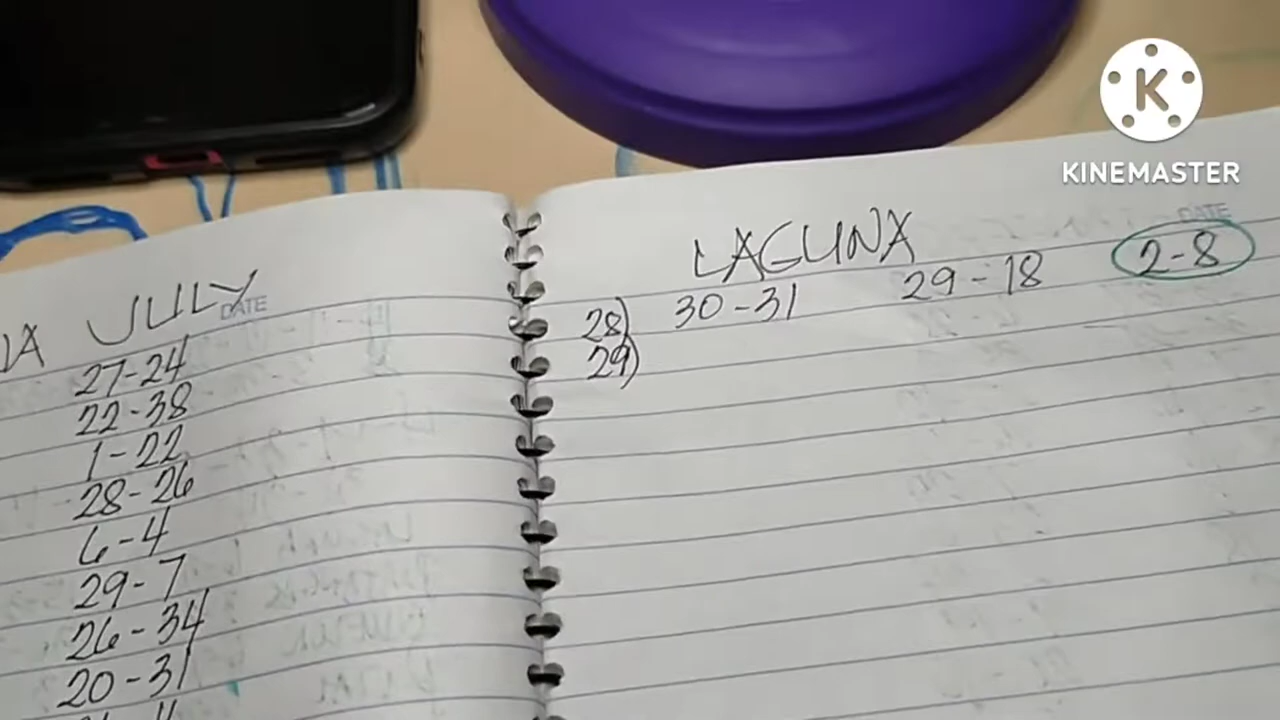 JULY
DATE
27-24
22-38
1-22
28-26
6-4
29-7
26-34
20-31
LAGUNA
DATE
28) 30-31 29-18 2-8
29)
K
KINEMASTER